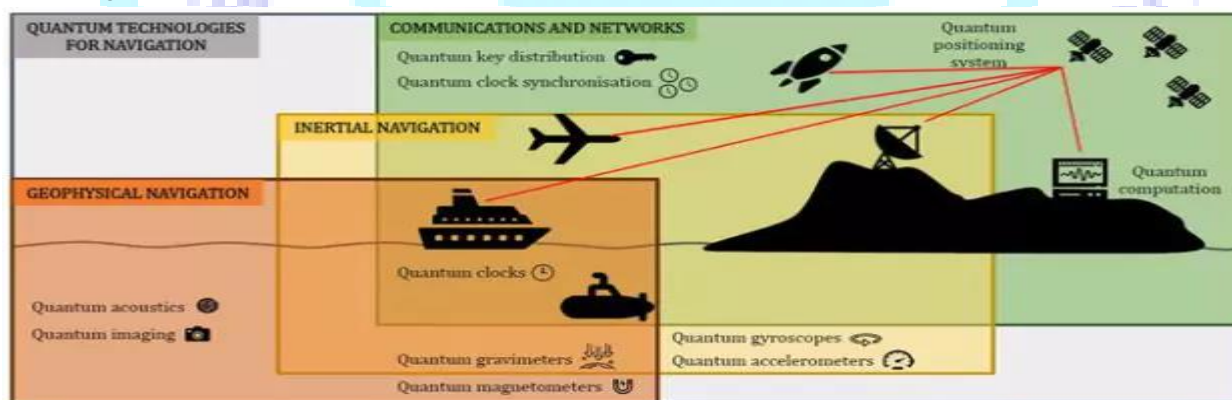 QUANTUM TECHNOLOGIES
FOR NAVIGATION
COMMUNICATIONS AND NETWORKS
Quantum key distribution
Quantum clock synchronisation
Quantum
positioning
system
INERTIAL NAVIGATION
GEOPHYSICAL NAVIGATION
Quantum
computation
Quantum clocks
Quantum acoustics
Quantum imaging
Quantum gyroscopes
Quantum accelerometers
Quantum gravimeters
Quantum magnetometers